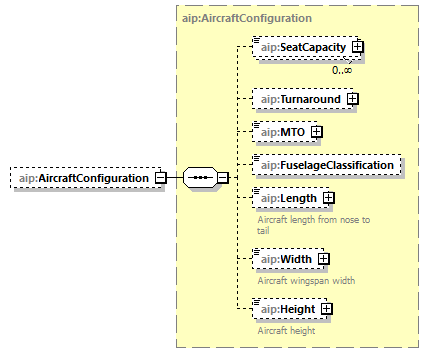 aip:AircraftConfiguration
aip:SeatCapacity
0..∞
aip:Turnaround
aip:MTO
aip:AircraftConfiguration
aip:FuselageClassification
aip:Length
Aircraft length from nose to
tail
aip:Width
Aircraft wingspan width
aip:Height
Aircraft height